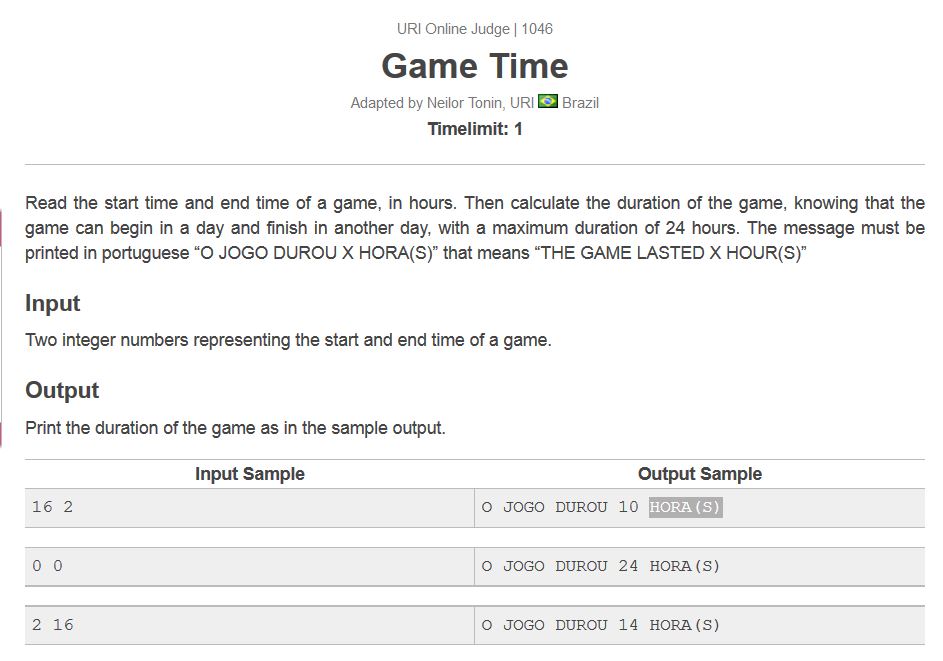 URI Online Judge | 1046
Game Time
Adapted by Neilor Tonin, URI Brazil
Timelimit: 1
Read the start time and end time of a game, in hours. Then calculate the duration of the game, knowing that the
game can begin in a day and finish in another day, with a maximum duration of 24 hours. The message must be
printed in portuguese “O JOGO DUROU X HORA(S)” that means “THE GAME LASTED X HOUR(S)”
Input
Two integer numbers representing the start and end time of a game.
Output
Print the duration of the game as in the sample output.
Input Sample Output Sample
16 2 O JOGO DUROU 10 HORA(S)
0 0 O JOGO DUROU 24 HORA(S)
2 16 O JOGO DUROU 14 HORA(S)